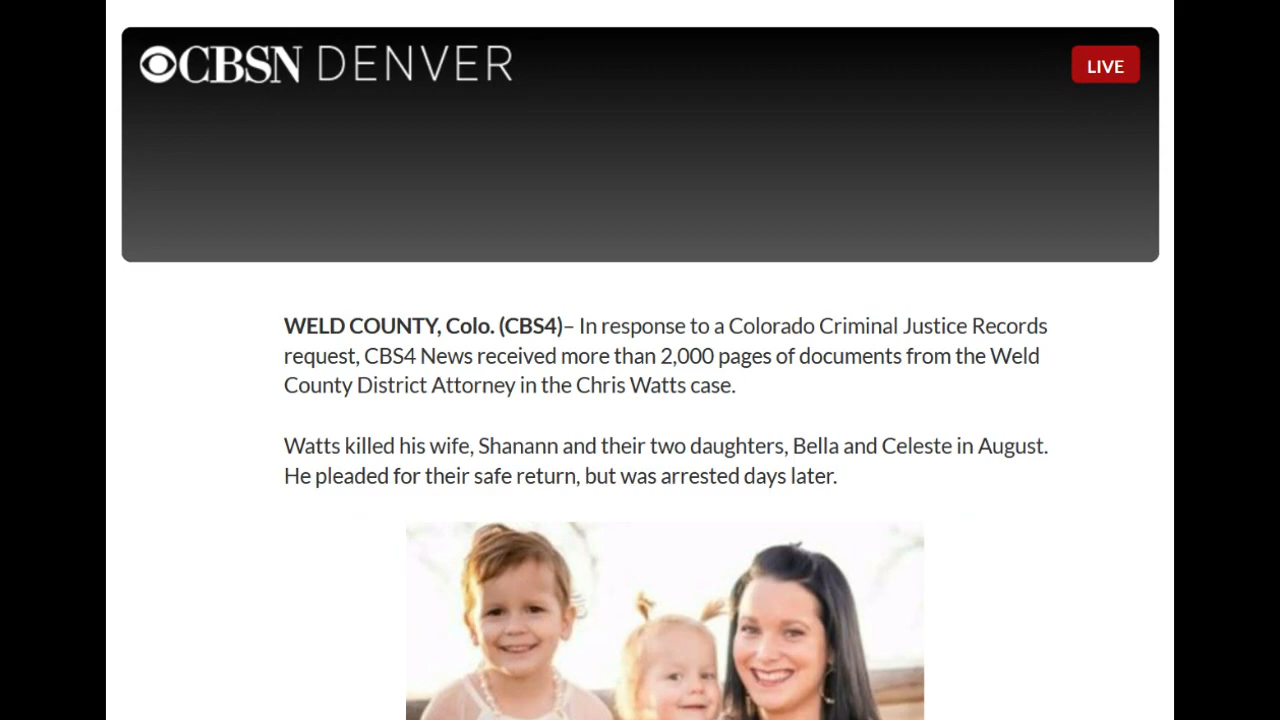 CBSN DENVER
LIVE
WELD COUNTY, Colo. (CBS4)– In response to a Colorado Criminal Justice Records
request, CBS4 News received more than 2,000 pages of documents from the Weld
County District Attorney in the Chris Watts case.
Watts killed his wife, Shanann and their two daughters, Bella and Celeste in August.
He pleaded for their safe return, but was arrested days later.